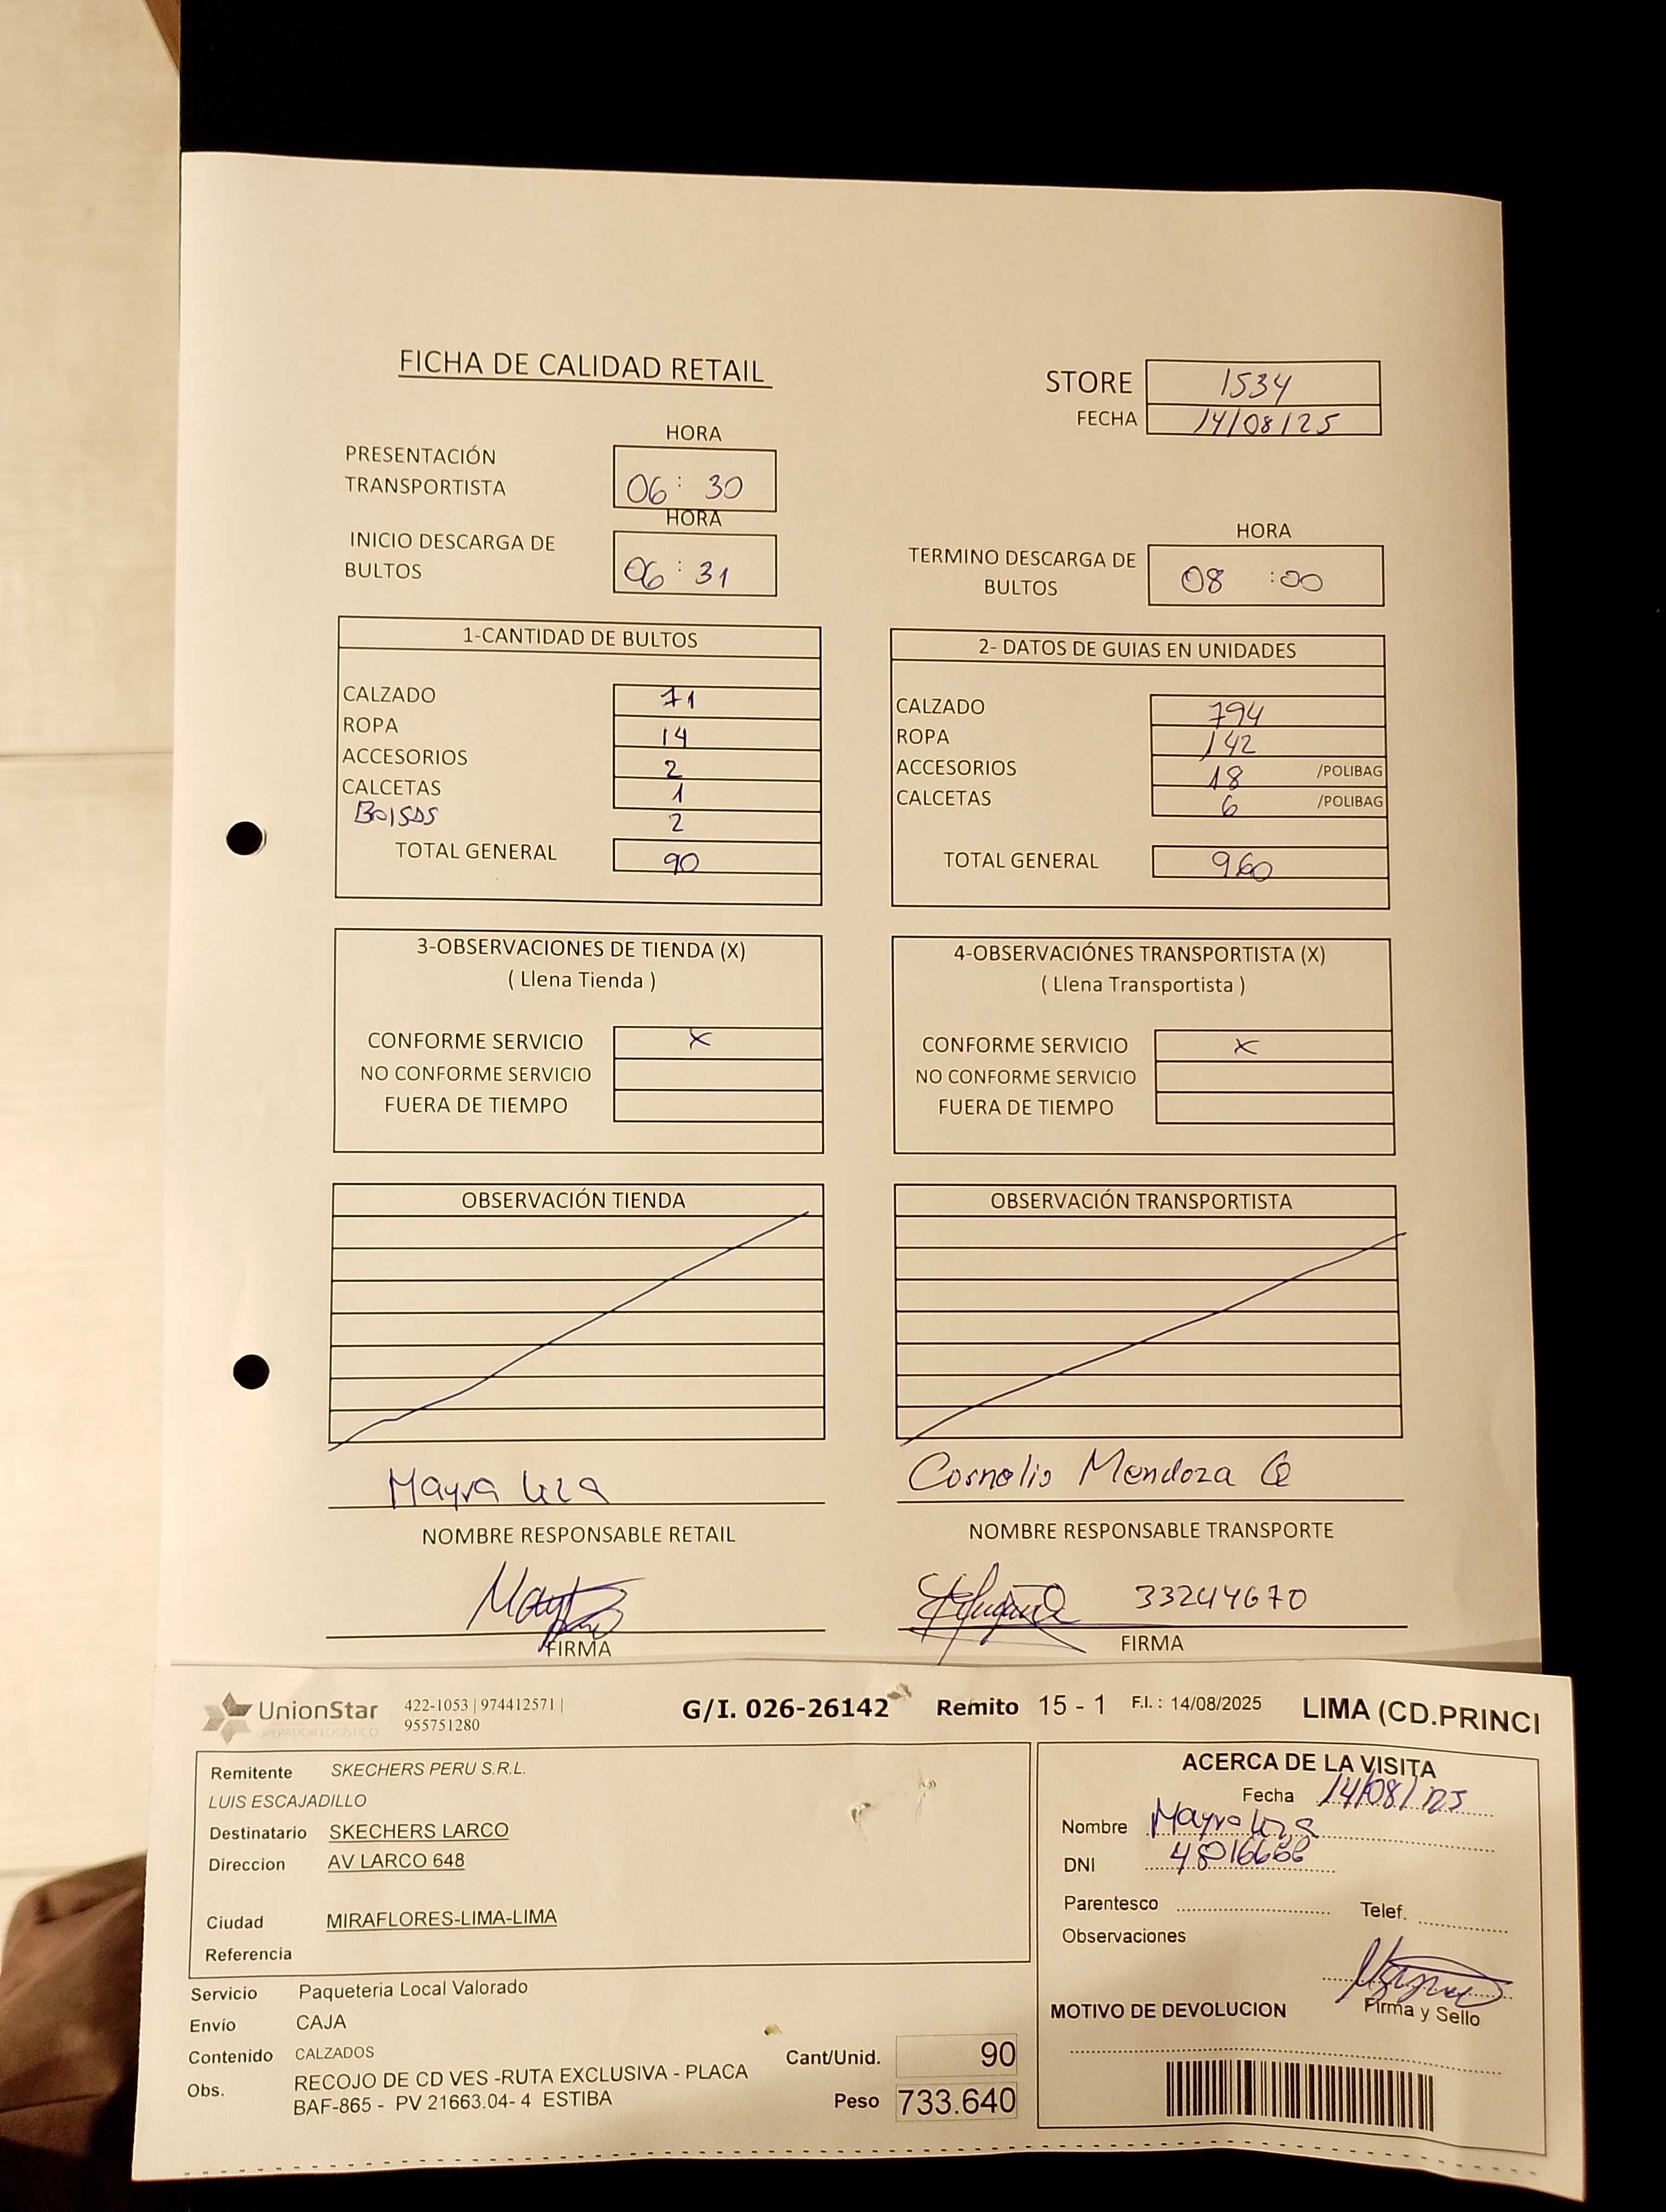 FICHA DE CALIDAD RETAIL
STORE 1534
FECHA 14/08/25
HORA
PRESENTACIÓN TRANSPORTISTA 06 : 30
HORA
INICIO DESCARGA DE BULTOS 06 : 31
HORA
TERMINO DESCARGA DE BULTOS 08 :00
1-CANTIDAD DE BULTOS
CALZADO 71
ROPA 14
ACCESORIOS 2
CALCETAS 1
Bolsas 2
TOTAL GENERAL 90
2- DATOS DE GUIAS EN UNIDADES
CALZADO 794
ROPA 142
ACCESORIOS 18 /POLIBAG
CALCETAS 6 /POLIBAG
TOTAL GENERAL 960
3-OBSERVACIONES DE TIENDA (X)
( Llena Tienda )
CONFORME SERVICIO X
NO CONFORME SERVICIO
FUERA DE TIEMPO
4-OBSERVACIÓNES TRANSPORTISTA (X)
( Llena Transportista )
CONFORME SERVICIO X
NO CONFORME SERVICIO
FUERA DE TIEMPO
OBSERVACIÓN TIENDA
OBSERVACIÓN TRANSPORTISTA
Mayra
NOMBRE RESPONSABLE RETAIL
FIRMA
Cornelio Mendoza Q
NOMBRE RESPONSABLE TRANSPORTE
33244670
FIRMA
UnionStar
OPERADOR LOGÍSTICO
422-1053 | 974412571 |
955751280
G/I. 026-26142 Remito 15 - 1 F.I. : 14/08/2025 LIMA (CD.PRINCI
Remitente SKECHERS PERU S.R.L.
LUIS ESCAJADILLO
Destinatario SKECHERS LARCO
Direccion AV LARCO 648
Ciudad MIRAFLORES-LIMA-LIMA
Referencia
Servicio Paqueteria Local Valorado
Envío CAJA
Contenido CALZADOS
Obs. RECOJO DE CD VES -RUTA EXCLUSIVA - PLACA
BAF-865 - PV 21663.04- 4 ESTIBA
Cant/Unid. 90
Peso 733.640
ACERCA DE LA VISITA
Fecha 14/08/25
Nombre Mayra
DNI
Parentesco
Telef.
Observaciones
Firma y Sello
MOTIVO DE DEVOLUCION